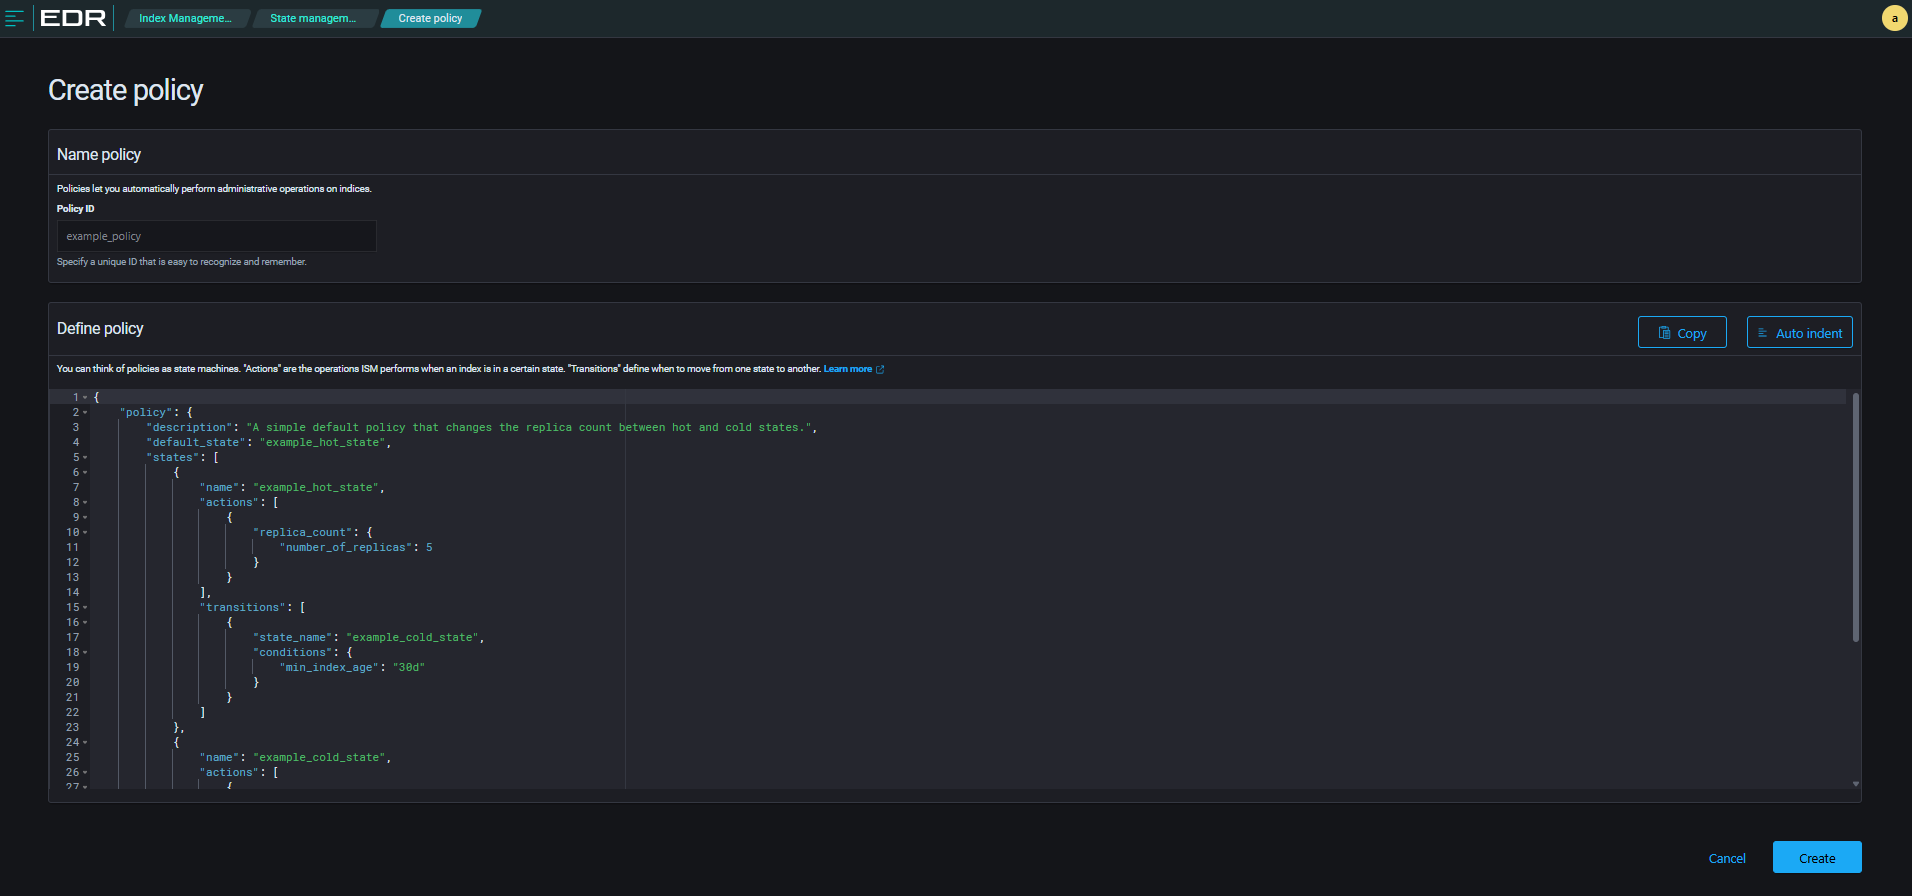 EDR
Index Manageme...
State managem...
Create policy
a
Create policy
Name policy
Policies let you automatically perform administrative operations on indices.
Policy ID
example_policy
Specify a unique ID that is easy to recognize and remember.
Define policy
Copy
Auto indent
You can think of policies as state machines. "Actions" are the operations ISM performs when an index is in a certain state. "Transitions" define when to move from one state to another. Learn more
1 {
2 "policy": {
3 "description": "A simple default policy that changes the replica count between hot and cold states.",
4 "default_state": "example_hot_state",
5 "states": [
6 {
7 "name": "example_hot_state",
8 "actions": [
9 {
10 "replica_count": {
11 "number_of_replicas": 5
12 }
13 }
14 ],
15 "transitions": [
16 {
17 "state_name": "example_cold_state",
18 "conditions": {
19 "min_index_age": "30d"
20 }
21 }
22 ]
23 },
24 {
25 "name": "example_cold_state",
26 "actions": [
27 {
Cancel
Create